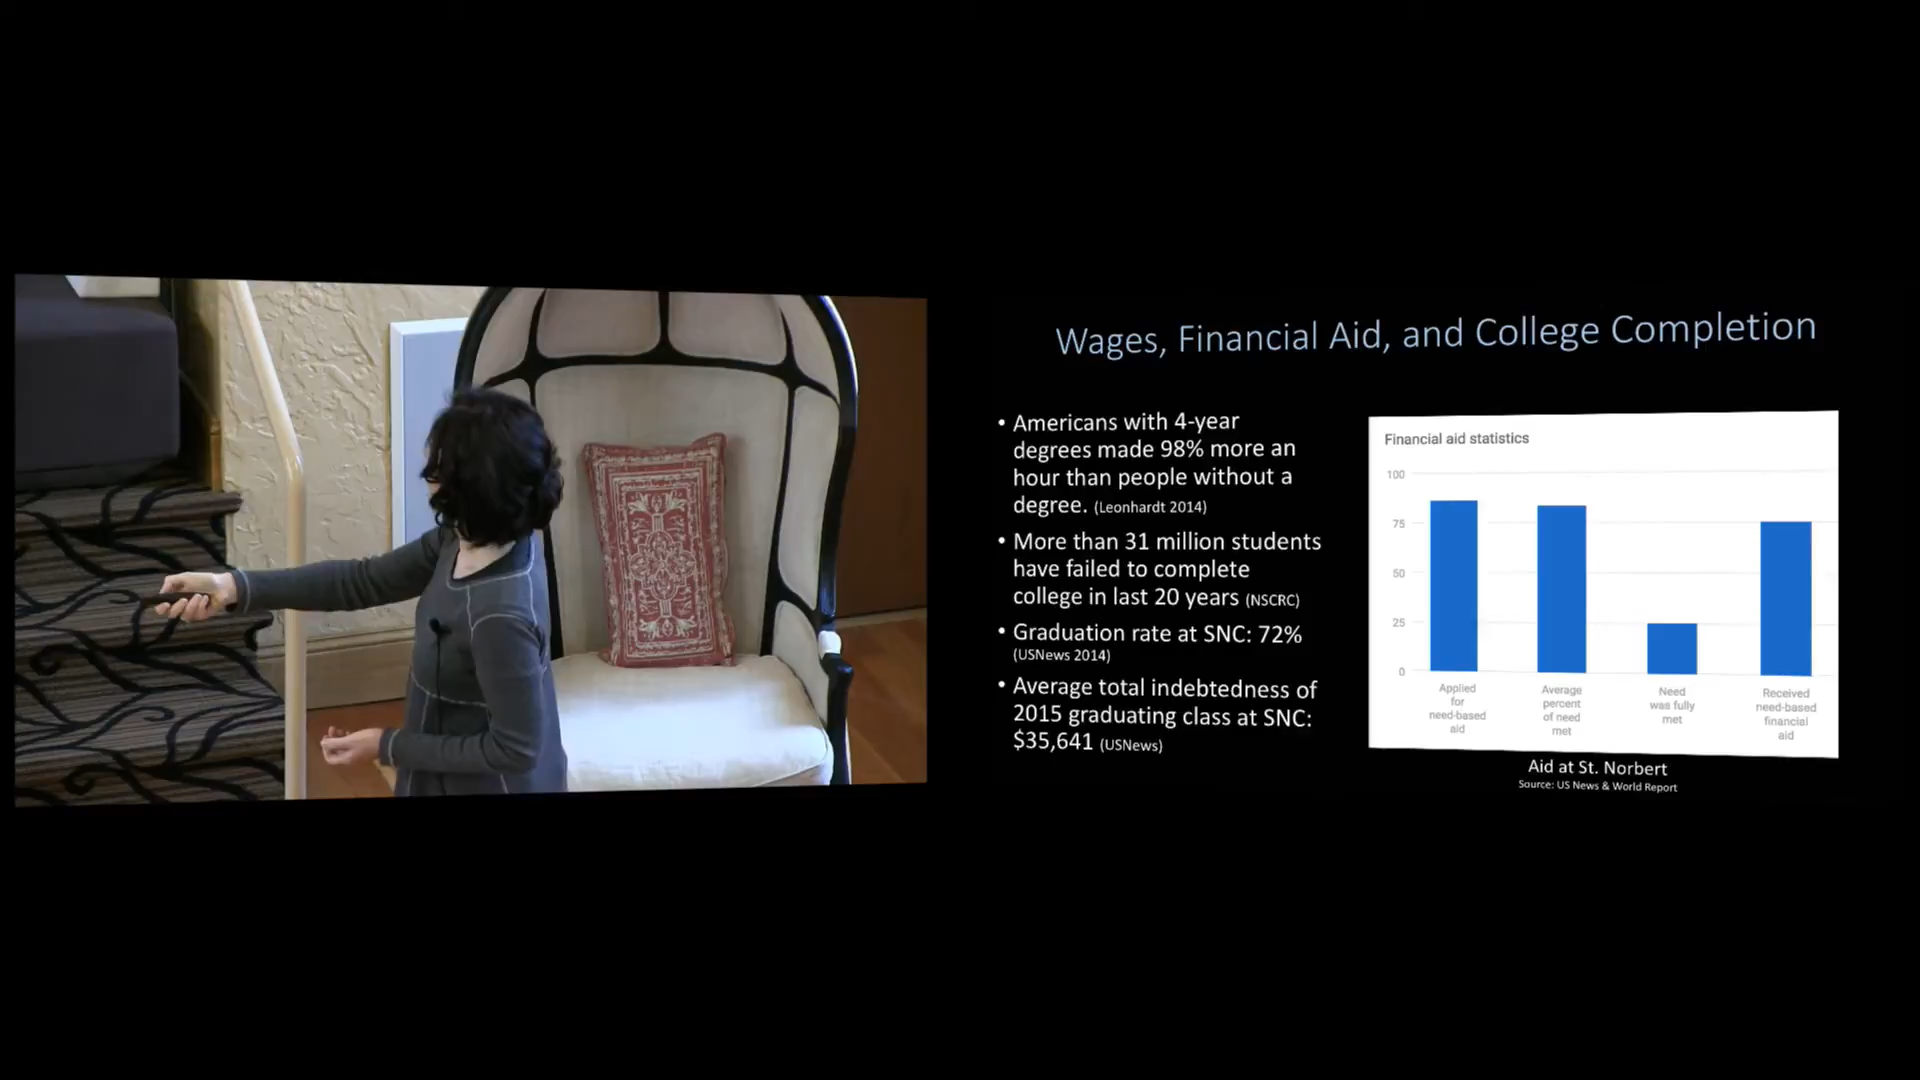 Wages, Financial Aid, and College Completion
• Americans with 4-year
degrees made 98% more an
hour than people without a
degree. (Leonhardt 2014)
• More than 31 million students
have failed to complete
college in last 20 years (NSCRC)
• Graduation rate at SNC: 72%
(USNews 2014)
• Average total indebtedness of
2015 graduating class at SNC:
$35,641 (USNews)
Financial aid statistics
100
75
50
25
0
Applied
for
need-based
aid
Average
percent
of need
met
Need
was fully
met
Received
need-based
financial
aid
Aid at St. Norbert
Source: US News & World Report